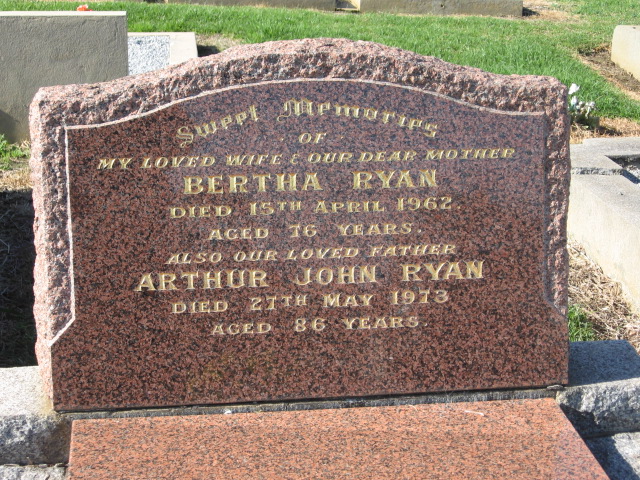 Sweet Memories
OF
MY LOVED WIFE & OUR DEAR MOTHER
BERTHA RYAN
DIED 15TH APRIL 1962
AGED 76 YEARS.
ALSO OUR LOVED FATHER
ARTHUR JOHN RYAN
DIED 27TH MAY 1973
AGED 86 YEARS.